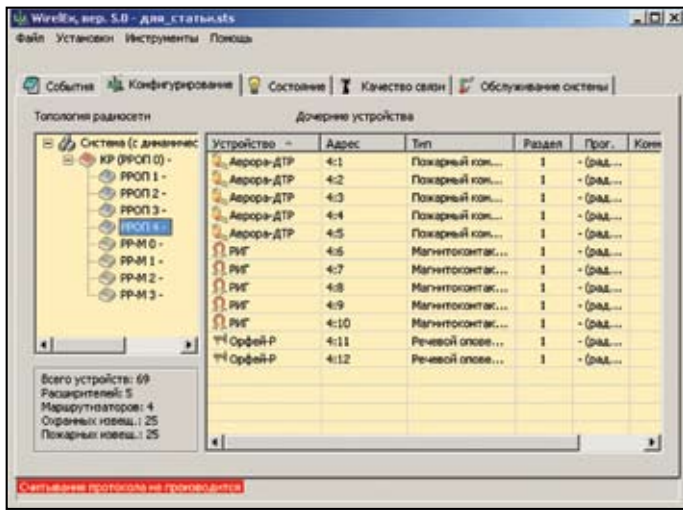 WirelEx, вер. 5.0 - для_статьи.sts
Файл Установки Инструменты Помощь
События Конфигурирование Состояние Качество связи Обслуживание системы
Топология радиосети
Дочерние устройства
Система (с динамичес
КР (РРОП 0) -
РРОП 1 -
РРОП 2 -
РРОП 3 -
РРОП 4 -
РР-М 0 -
РР-М 1 -
РР-М 2 -
РР-М 3 -
Устройство Адрес Тип Раздел Прог. Комм
Аврора-ДТР 4:1 Пожарный ком... 1 - (рад...
Аврора-ДТР 4:2 Пожарный ком... 1 - (рад...
Аврора-ДТР 4:3 Пожарный ком... 1 - (рад...
Аврора-ДТР 4:4 Пожарный ком... 1 - (рад...
Аврора-ДТР 4:5 Пожарный ком... 1 - (рад...
РИГ 4:6 Магнитоконтак... 1 - (рад...
РИГ 4:7 Магнитоконтак... 1 - (рад...
РИГ 4:8 Магнитоконтак... 1 - (рад...
РИГ 4:9 Магнитоконтак... 1 - (рад...
РИГ 4:10 Магнитоконтак... 1 - (рад...
Орфей-Р 4:11 Речевой опове... 1 - (рад...
Орфей-Р 4:12 Речевой опове... 1 - (рад...
Всего устройств: 69
Расширителей: 5
Маршрутизаторов: 4
Охранных извещ.: 25
Пожарных извещ.: 25
Считывание протокола не производится